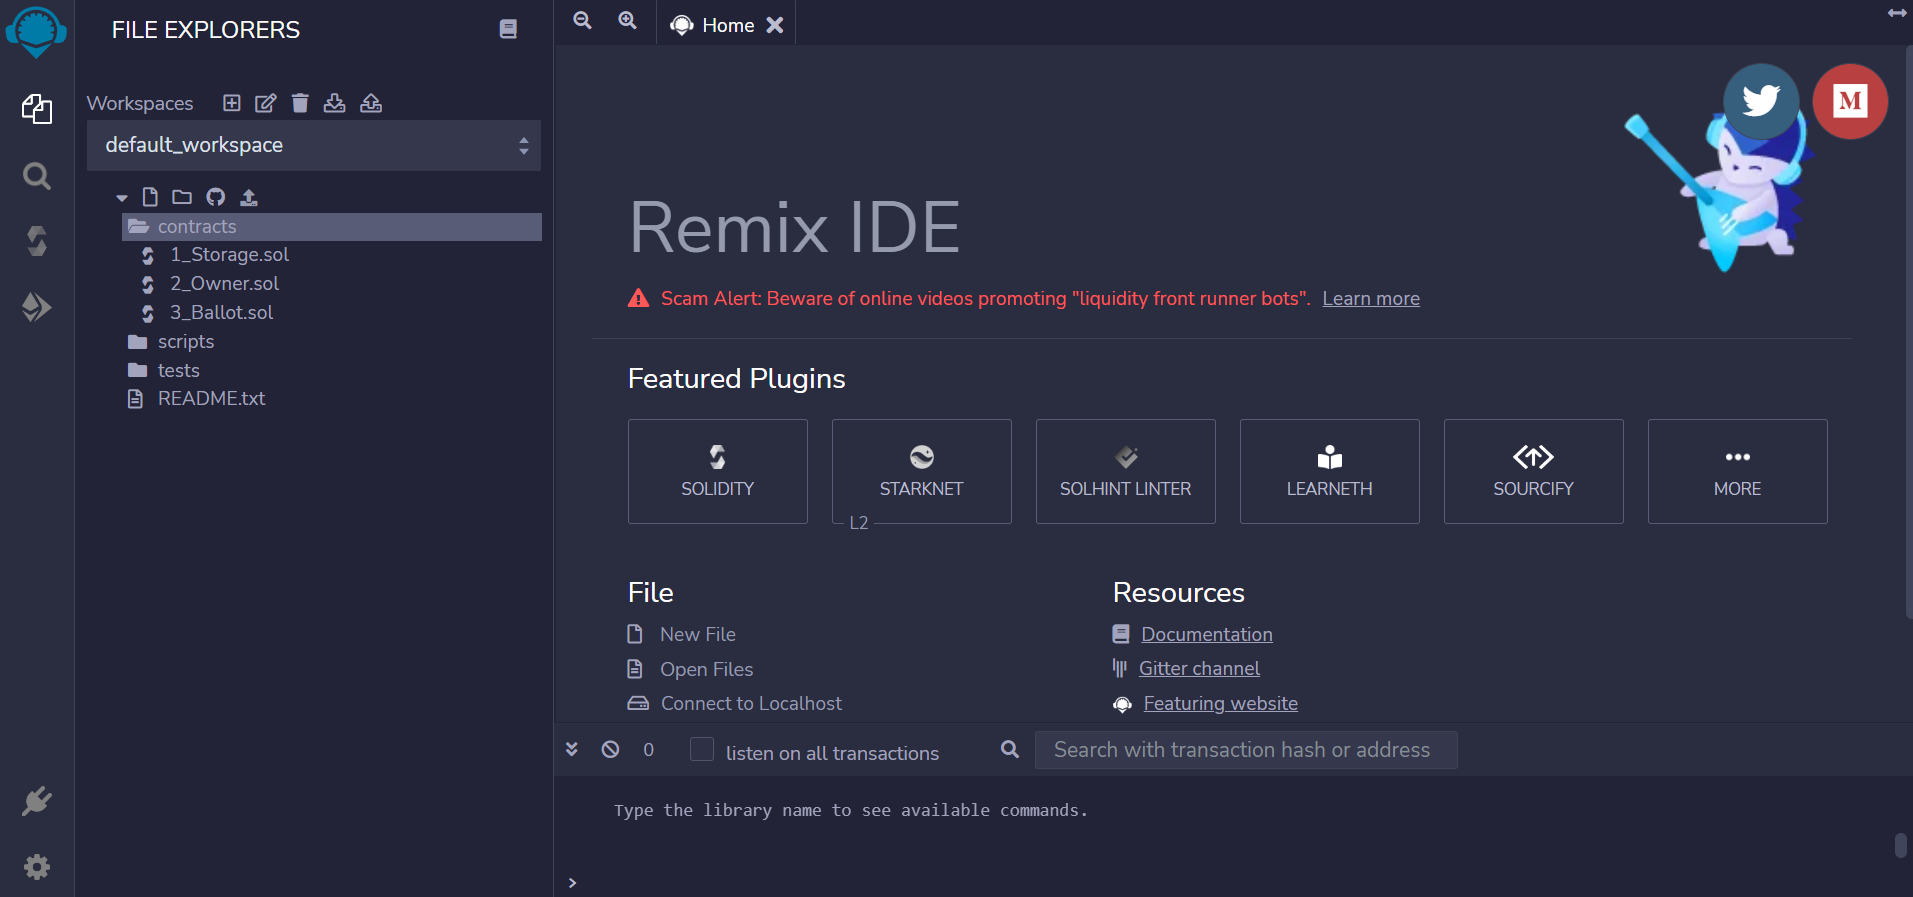 FILE EXPLORERS
Workspaces
default_workspace
contracts
1_Storage.sol
2_Owner.sol
3_Ballot.sol
scripts
tests
README.txt
Home
M
Remix IDE
Scam Alert: Beware of online videos promoting "liquidity front runner bots". Learn more
Featured Plugins
SOLIDITY
STARKNET
L2
SOLHINT LINTER
LEARNETH
SOURCIFY
MORE
File
New File
Open Files
Connect to Localhost
Resources
Documentation
Gitter channel
Featuring website
0
listen on all transactions
Search with transaction hash or address
Type the library name to see available commands.
>